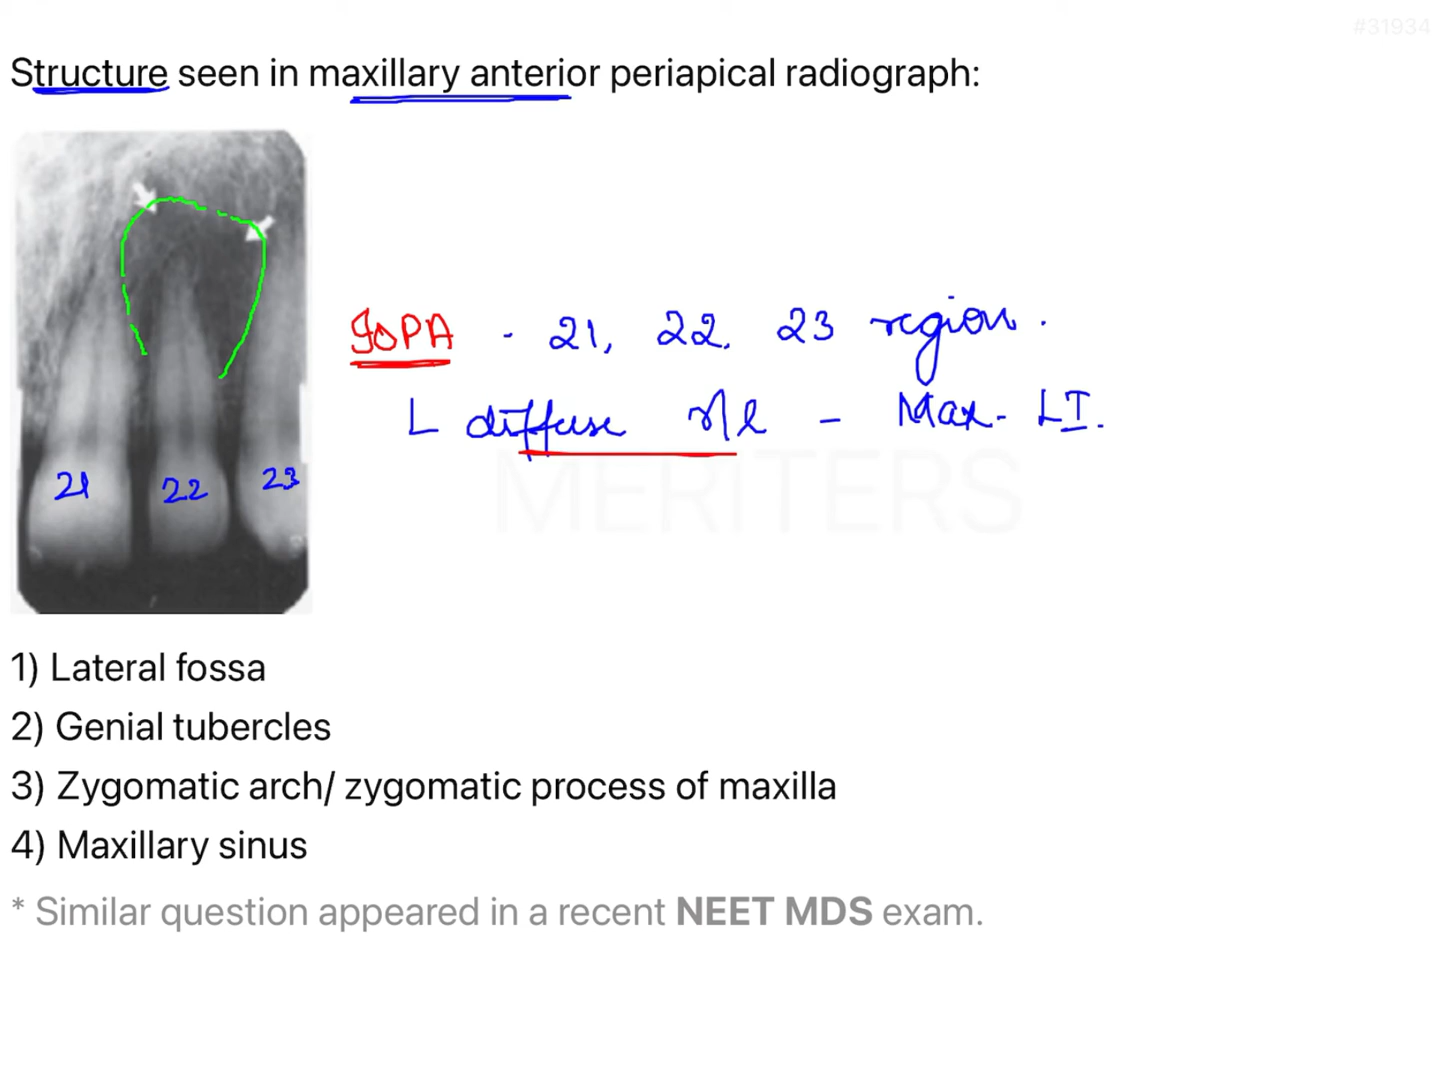 #31934
Structure seen in maxillary anterior periapical radiograph:
IOPA - 21, 22, 23 region.
L diffuse r/l - Max- LI.
21 22 23
MERITERS
1) Lateral fossa
2) Genial tubercles
3) Zygomatic arch/ zygomatic process of maxilla
4) Maxillary sinus
* Similar question appeared in a recent NEET MDS exam.